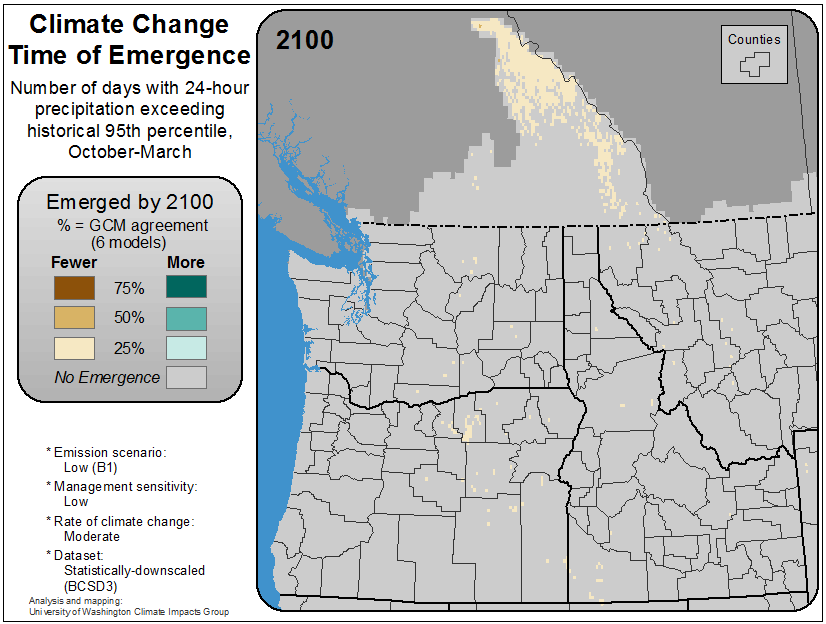 Climate Change
Time of Emergence
Number of days with 24-hour
precipitation exceeding
historical 95th percentile,
October-March
Emerged by 2100
% = GCM agreement
(6 models)
Fewer More
75%
50%
25%
No Emergence
* Emission scenario:
Low (B1)
* Management sensitivity:
Low
* Rate of climate change:
Moderate
* Dataset:
Statistically-downscaled
(BCSD3)
Analysis and mapping:
University of Washington Climate Impacts Group
2100
Counties